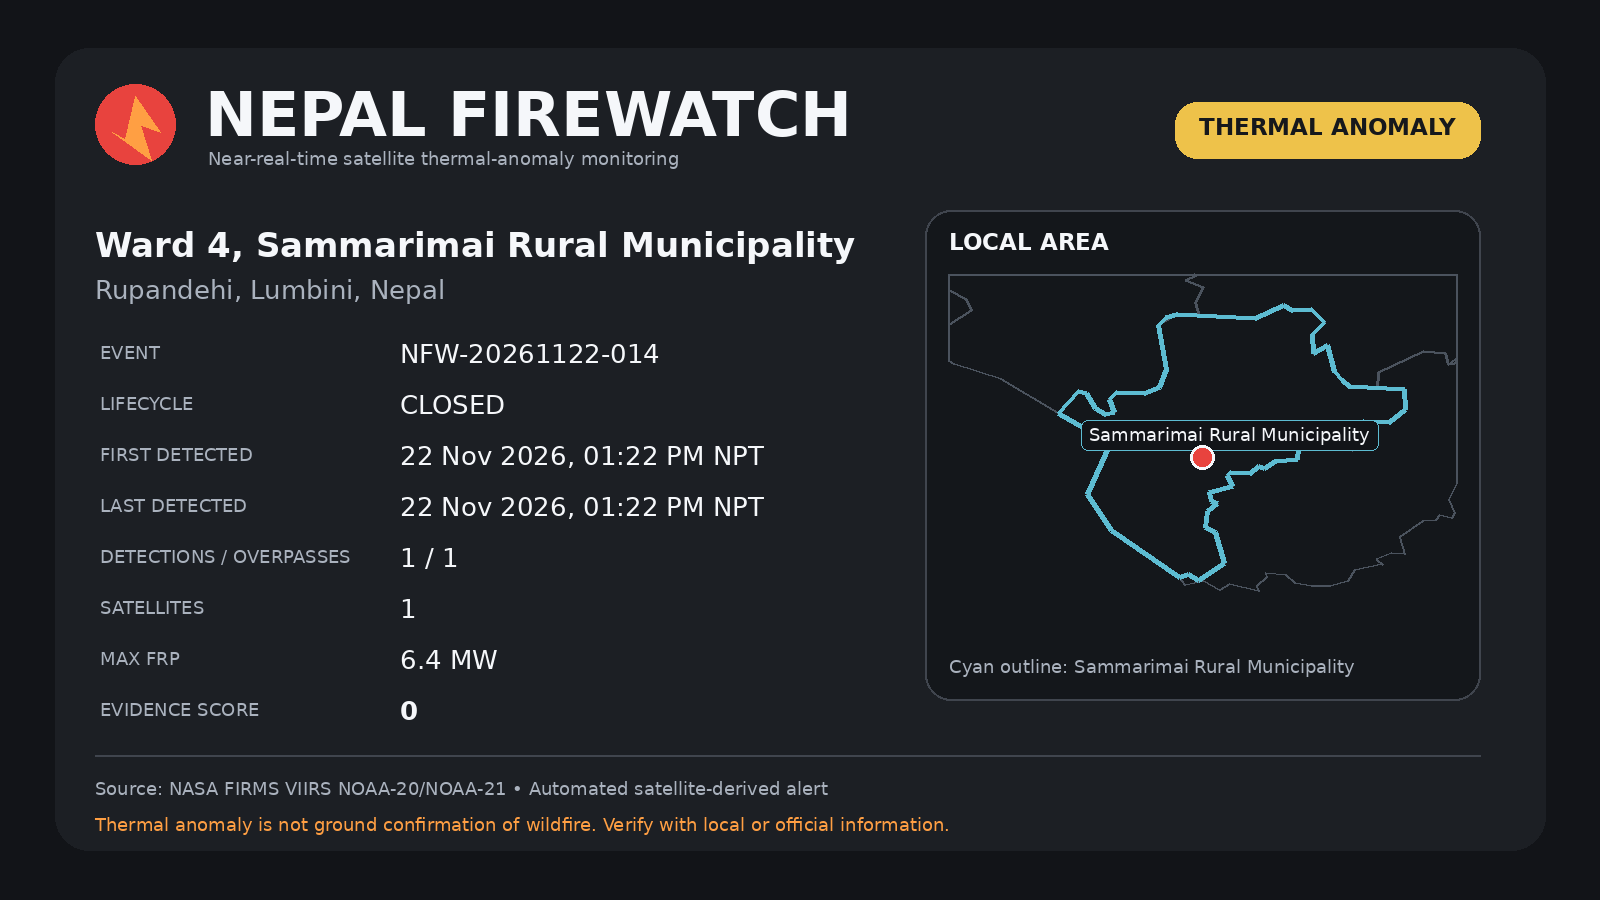 NEPAL FIREWATCH
Near-real-time satellite thermal-anomaly monitoring
THERMAL ANOMALY
Ward 4, Sammarimai Rural Municipality
Rupandehi, Lumbini, Nepal
EVENT NFW-20261122-014
LIFECYCLE CLOSED
FIRST DETECTED 22 Nov 2026, 01:22 PM NPT
LAST DETECTED 22 Nov 2026, 01:22 PM NPT
DETECTIONS / OVERPASSES 1 / 1
SATELLITES 1
MAX FRP 6.4 MW
EVIDENCE SCORE 0
LOCAL AREA
Sammarimai Rural Municipality
Cyan outline: Sammarimai Rural Municipality
Source: NASA FIRMS VIIRS NOAA-20/NOAA-21 • Automated satellite-derived alert
Thermal anomaly is not ground confirmation of wildfire. Verify with local or official information.